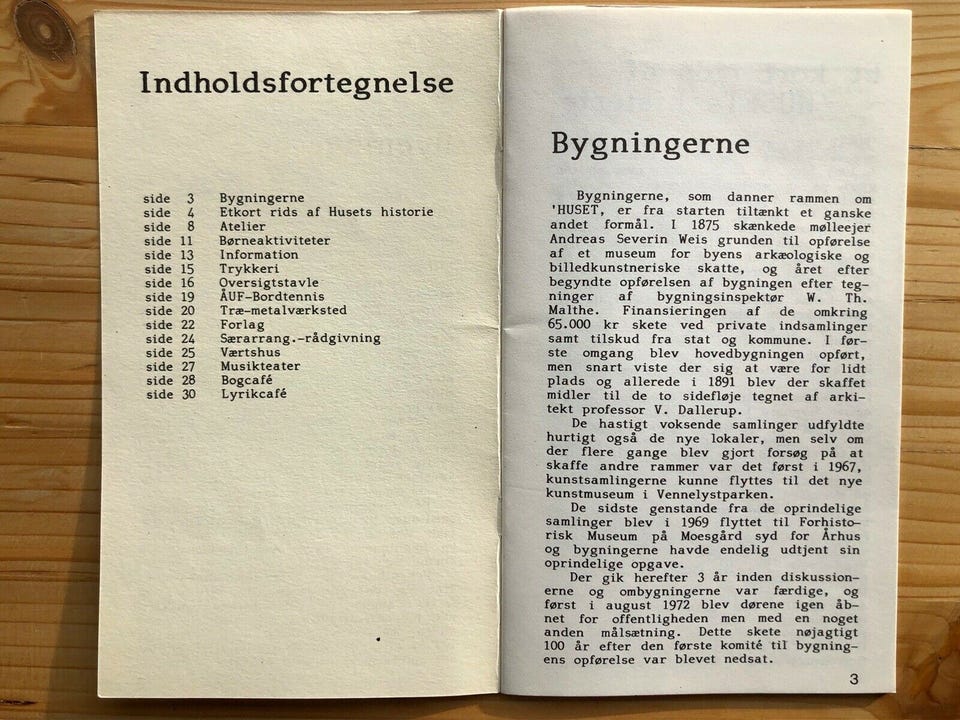 Indholdsfortegnelse
side 3 Bygningerne
side 4 Etkort rids af Husets historie
side 8 Atelier
side 11 Børneaktiviteter
side 13 Information
side 15 Trykkeri
side 16 Oversigtstavle
side 19 ÅUF-Bordtennis
side 20 Træ-metalværksted
side 22 Forlag
side 24 Særarrang.-rådgivning
side 25 Værtshus
side 27 Musikteater
side 28 Bogcafé
side 30 Lyrikcafé
Bygningerne
Bygningerne, som danner rammen om
'HUSET, er fra starten tiltænkt et ganske
andet formål. I 1875 skænkede mølleejer
Andreas Severin Weis grunden til opførelse
af et museum for byens arkæologiske og
billedkunstneriske skatte, og året efter
begyndte opførelsen af bygningen efter teg-
ninger af bygningsinspektør W. Th.
Malthe. Finansieringen af de omkring
65.000 kr skete ved private indsamlinger
samt tilskud fra stat og kommune. I før-
ste omgang blev hovedbygningen opført,
men snart viste der sig at være for lidt
plads og allerede i 1891 blev der skaffet
midler til de to sidefløje tegnet af arki-
tekt professor V. Dallerup.
De hastigt voksende samlinger udfyldte
hurtigt også de nye lokaler, men selv om
der flere gange blev gjort forsøg på at
skaffe andre rammer var det først i 1967,
kunstsamlingerne kunne flyttes til det nye
kunstmuseum i Vennelystparken.
De sidste genstande fra de oprindelige
samlinger blev i 1969 flyttet til Forhisto-
risk Museum på Moesgård syd for Århus
og bygningerne havde endelig udtjent sin
oprindelige opgave.
Der gik herefter 3 år inden diskussion-
erne og ombygningerne var færdige, og
først i august 1972 blev dørene igen åb-
net for offentligheden men med en noget
anden målsætning. Dette skete nøjagtigt
100 år efter den første komité til bygning-
ens opførelse var blevet nedsat.
3